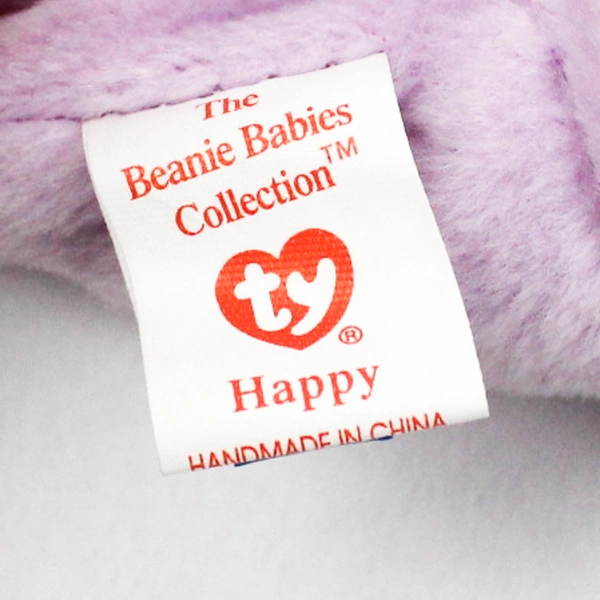 The
Beanie Babies
Collection™
ty®
Happy
HANDMADE IN CHINA